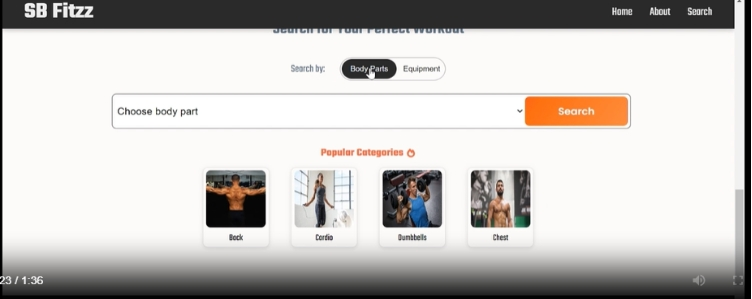 SB Fitzz
Home About Search
Search for Your Perfect Workout
Search by: Body Parts Equipment
Choose body part Search
Popular Categories
Back Cardio Dumbbells Chest
23 / 1:36